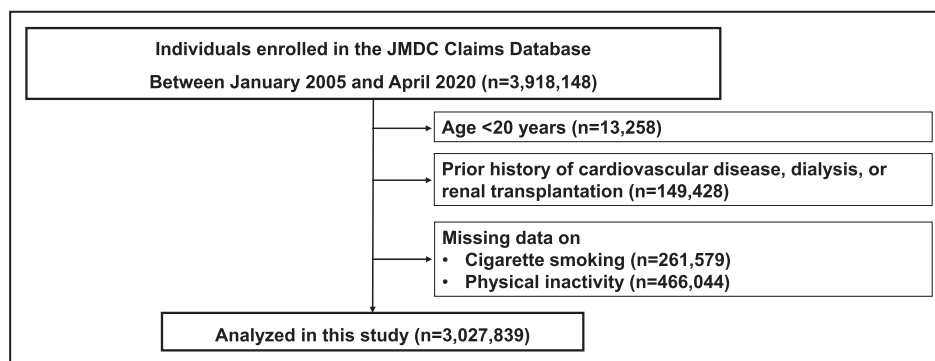 Individuals enrolled in the JMDC Claims Database
Between January 2005 and April 2020 (n=3,918,148)
Age <20 years (n=13,258)
Prior history of cardiovascular disease, dialysis, or
renal transplantation (n=149,428)
Missing data on
• Cigarette smoking (n=261,579)
• Physical inactivity (n=466,044)
Analyzed in this study (n=3,027,839)